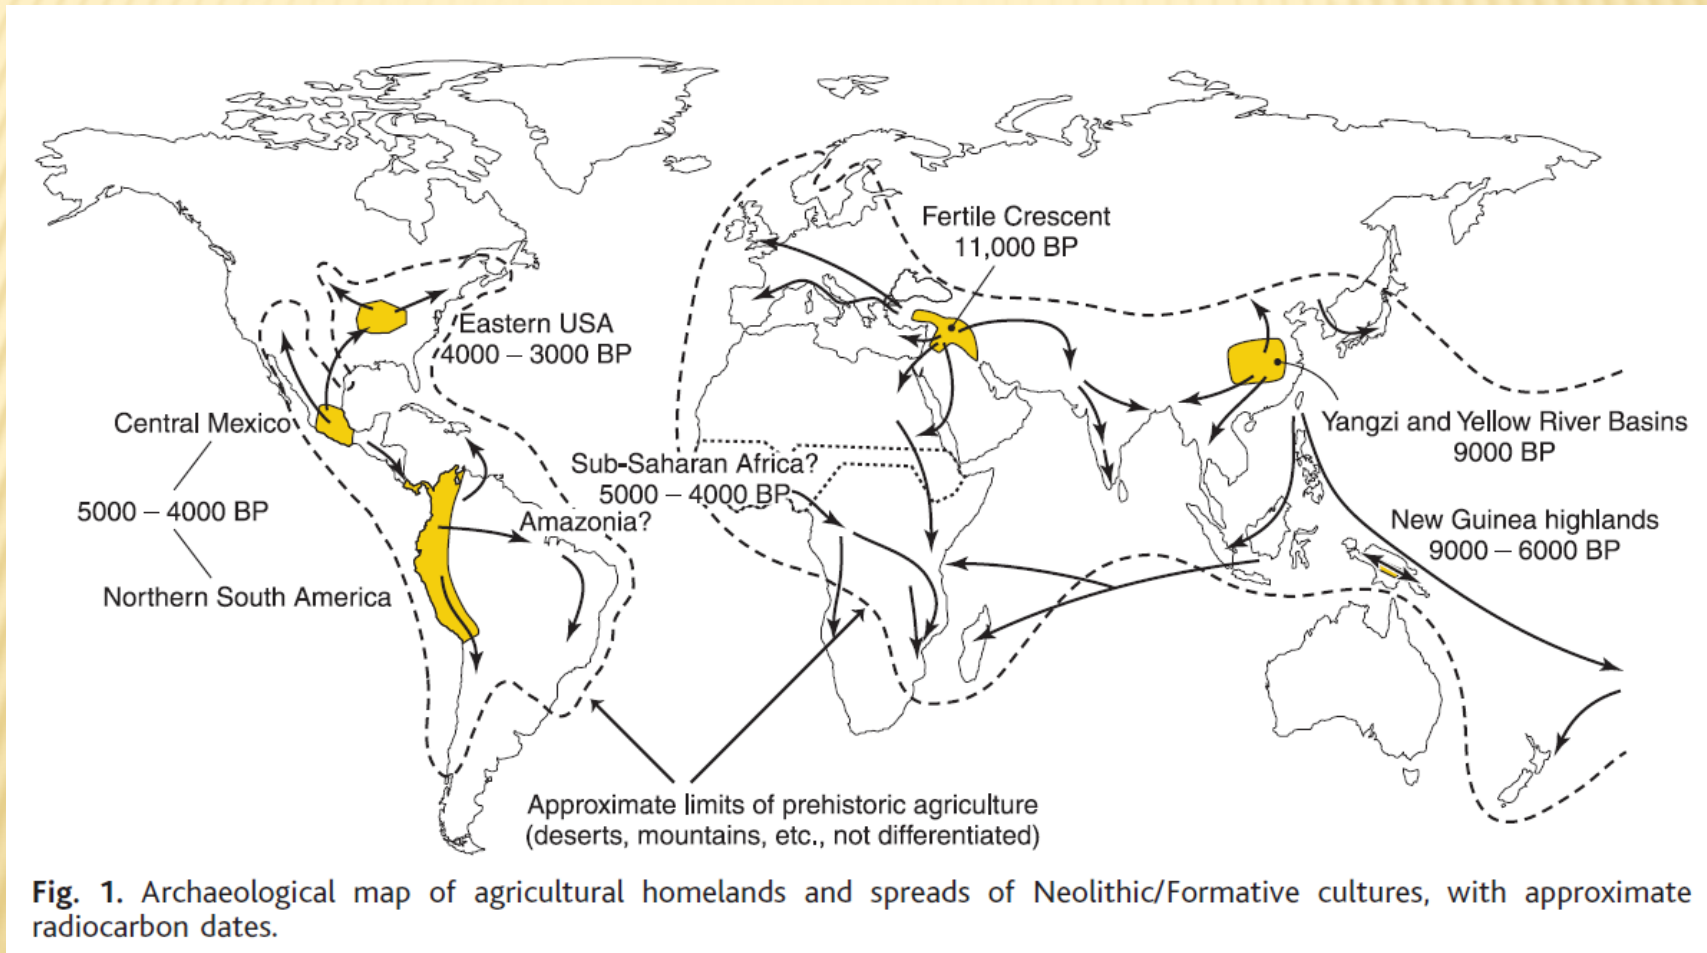 Fertile Crescent
11,000 BP
Eastern USA
4000 – 3000 BP
Central Mexico
5000 – 4000 BP
Northern South America
Sub-Saharan Africa?
5000 – 4000 BP
Amazonia?
Yangzi and Yellow River Basins
9000 BP
New Guinea highlands
9000 – 6000 BP
Approximate limits of prehistoric agriculture
(deserts, mountains, etc., not differentiated)
Fig. 1. Archaeological map of agricultural homelands and spreads of Neolithic/Formative cultures, with approximate
radiocarbon dates.